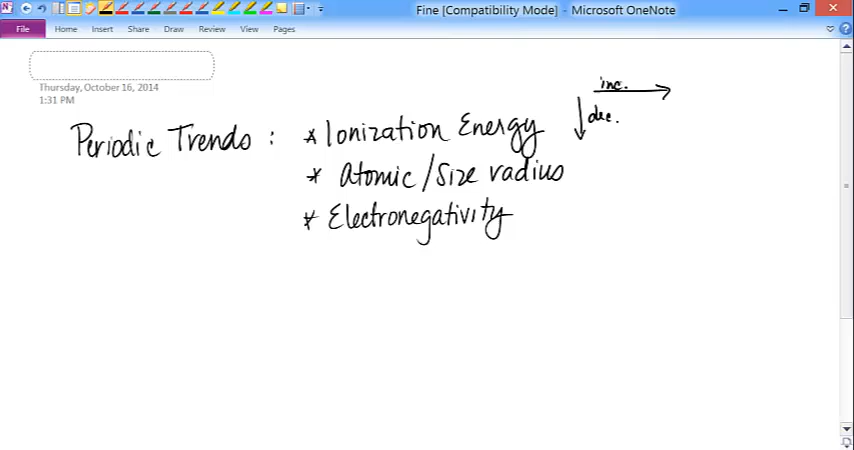 Fine [Compatibility Mode] - Microsoft OneNote
File Home Insert Share Draw Review View Pages
Thursday, October 16, 2014
1:31 PM
inc.
dec.
Periodic Trends : * Ionization Energy
* Atomic/Size radius
* Electronegativity